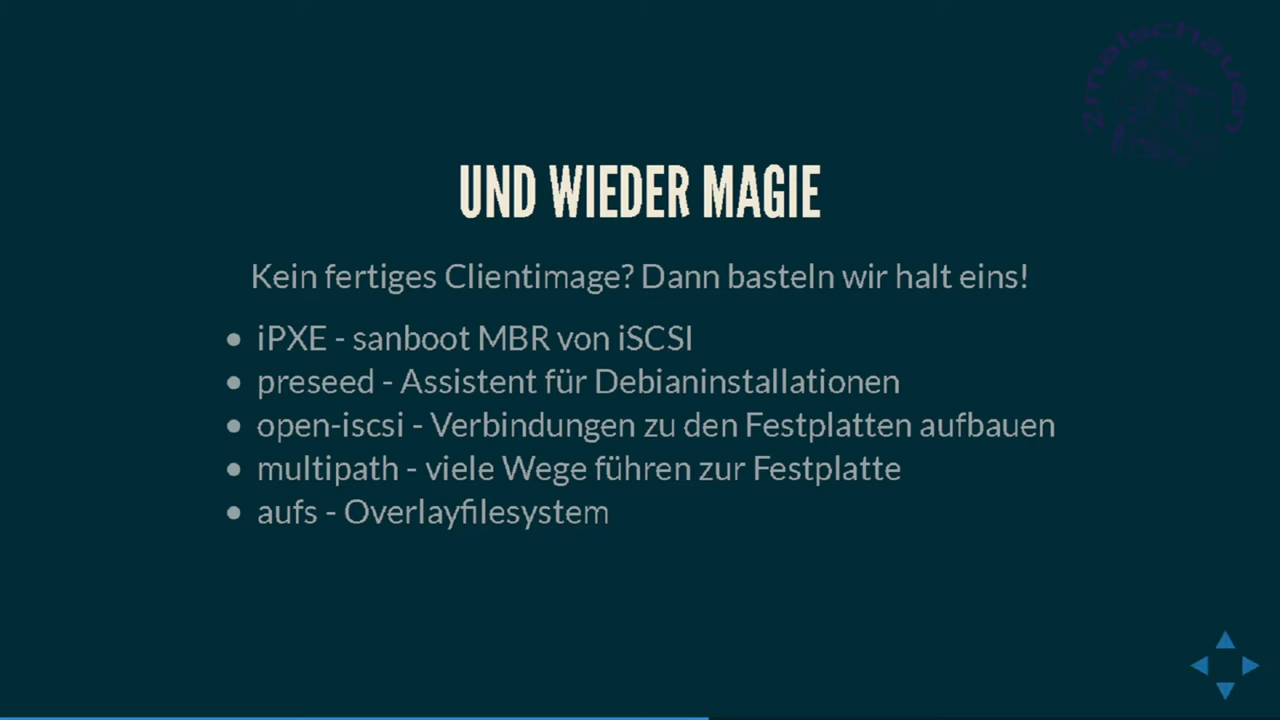 zmalschauen
UND WIEDER MAGIE
Kein fertiges Clientimage? Dann basteln wir halt eins!
iPXE - sanboot MBR von iSCSI
preseed - Assistent für Debianinstallationen
open-iscsi - Verbindungen zu den Festplatten aufbauen
multipath - viele Wege führen zur Festplatte
aufs - Overlayfilesystem